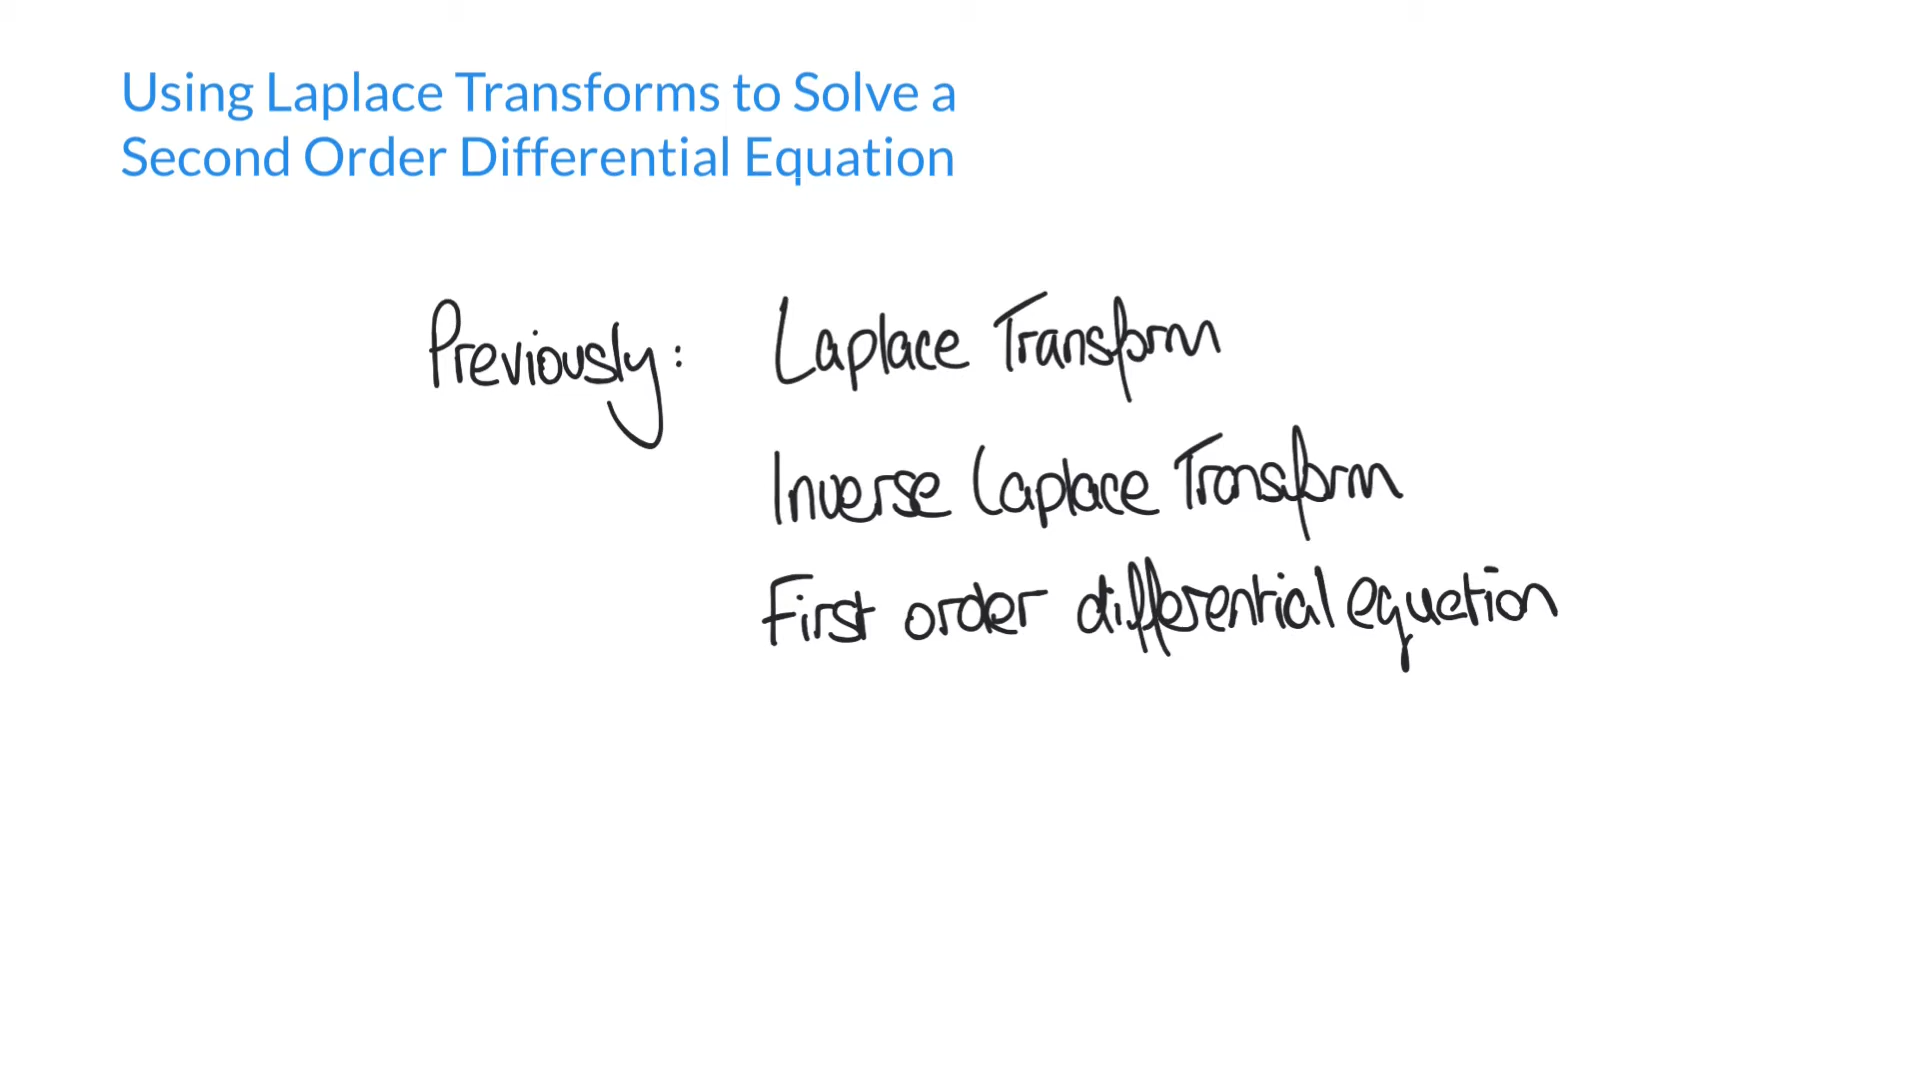 Using Laplace Transforms to Solve a
Second Order Differential Equation
Previously: Laplace Transform
Inverse Laplace Transform
First order differential equation